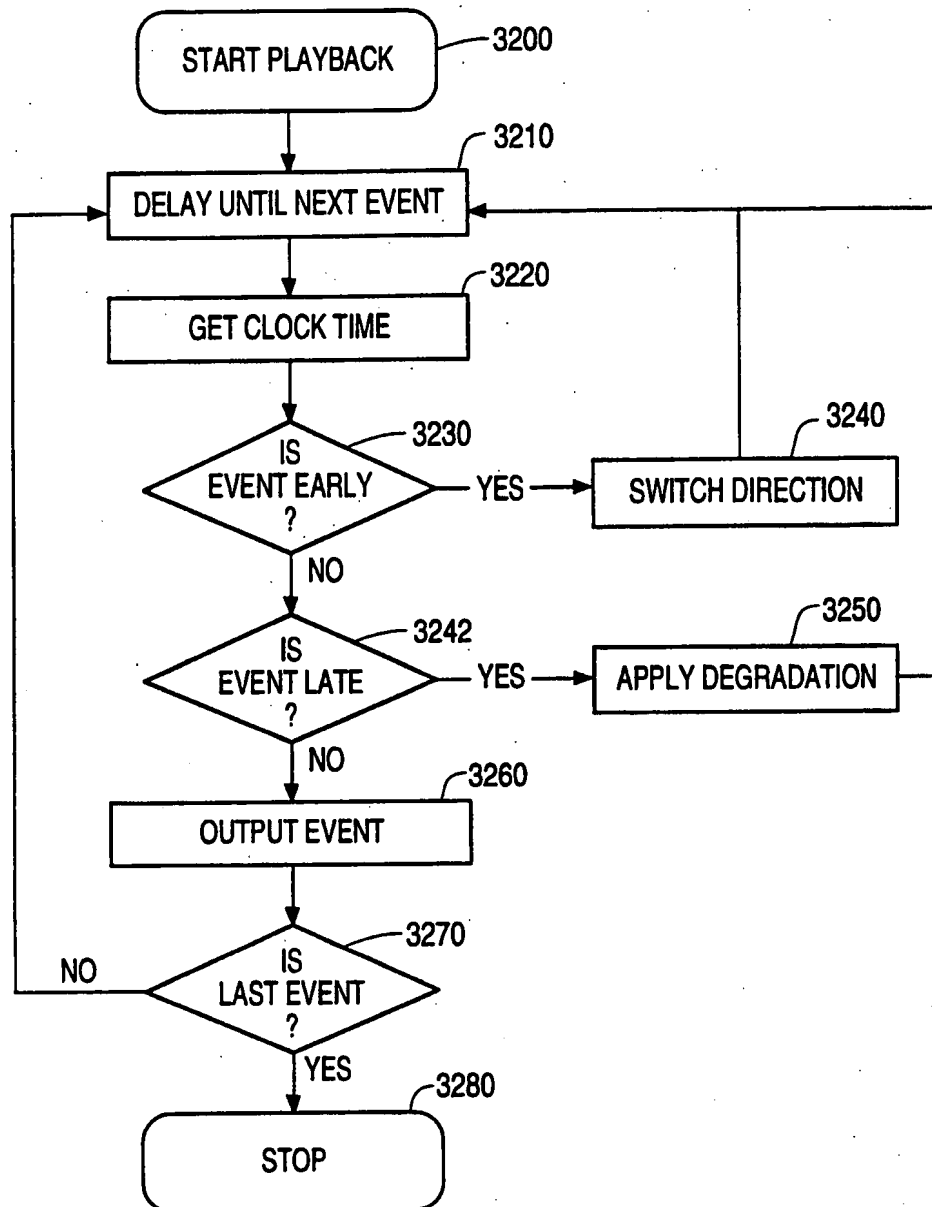 START PLAYBACK
3200
3210
DELAY UNTIL NEXT EVENT
3220
GET CLOCK TIME
3230
IS
EVENT EARLY
?
YES
3240
SWITCH DIRECTION
NO
3242
IS
EVENT LATE
?
YES
3250
APPLY DEGRADATION
NO
3260
OUTPUT EVENT
3270
IS
LAST EVENT
?
NO
YES
3280
STOP